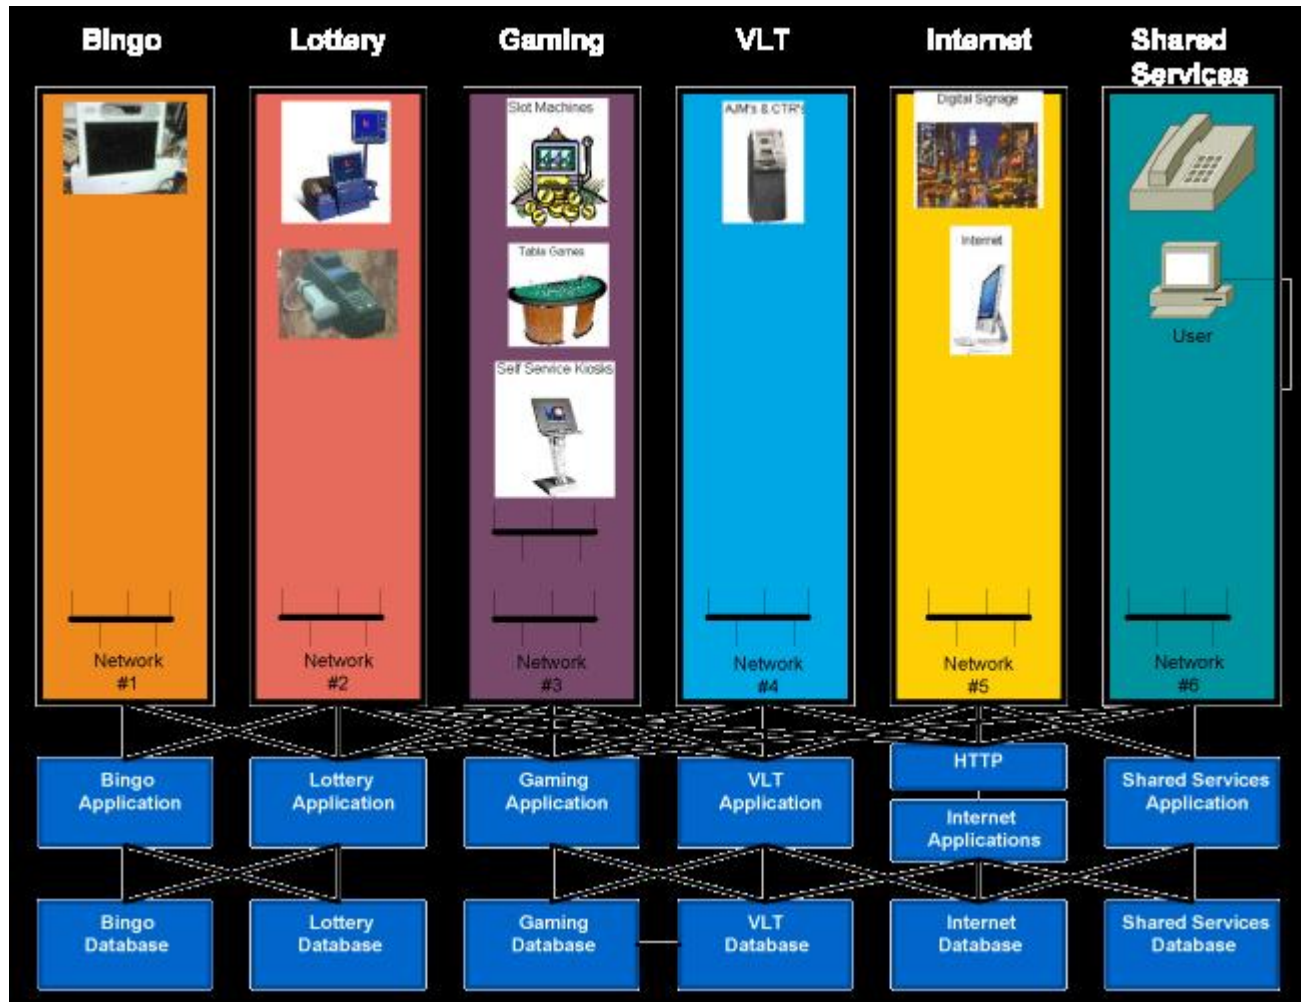 Bingo
Lottery
Gaming
VLT
Internet
Shared
Services
Slot Machines
Table Games
Self Service Kiosks
AJM's & CTR's
Digital Signage
Internet
User
Network
#1
Network
#2
Network
#3
Network
#4
Network
#5
Network
#6
Bingo
Application
Lottery
Application
Gaming
Application
VLT
Application
HTTP
Internet
Applications
Shared Services
Application
Bingo
Database
Lottery
Database
Gaming
Database
VLT
Database
Internet
Database
Shared Services
Database